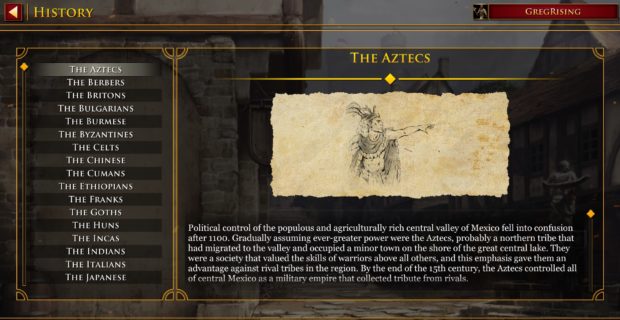 HISTORY
GREGRISING
THE AZTECS
THE BERBERS
THE BRITONS
THE BULGARIANS
THE BURMESE
THE BYZANTINES
THE CELTS
THE CHINESE
THE CUMANS
THE ETHIOPIANS
THE FRANKS
THE GOTHS
THE HUNS
THE INCAS
THE INDIANS
THE ITALIANS
THE JAPANESE
THE AZTECS
Political control of the populous and agriculturally rich central valley of Mexico fell into confusion
after 1100. Gradually assuming ever-greater power were the Aztecs, probably a northern tribe that
had migrated to the valley and occupied a minor town on the shore of the great central lake. They
were a society that valued the skills of warriors above all others, and this emphasis gave them an
advantage against rival tribes in the region. By the end of the 15th century, the Aztecs controlled all
of central Mexico as a military empire that collected tribute from rivals.